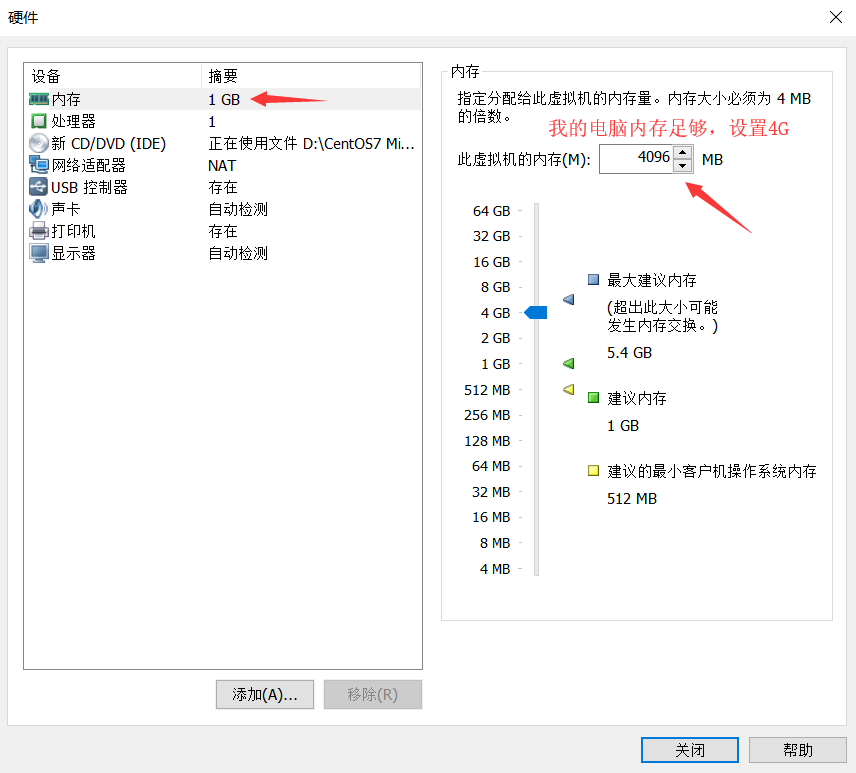 硬件
设备 摘要
内存 1 GB
处理器 1
新 CD/DVD (IDE) 正在使用文件 D:\CentOS7 Mi...
网络适配器 NAT
USB 控制器 存在
声卡 自动检测
打印机 存在
显示器 自动检测
添加(A)...
移除(R)
内存
指定分配给此虚拟机的内存量。内存大小必须为 4 MB
的倍数。
我的电脑内存足够，设置4G
此虚拟机的内存(M): 4096 MB
64 GB
32 GB
16 GB
8 GB
4 GB
2 GB
1 GB
512 MB
256 MB
128 MB
64 MB
32 MB
16 MB
8 MB
4 MB
最大建议内存
(超出此大小可能
发生内存交换。)
5.4 GB
建议内存
1 GB
建议的最小客户机操作系统内存
512 MB
关闭
帮助